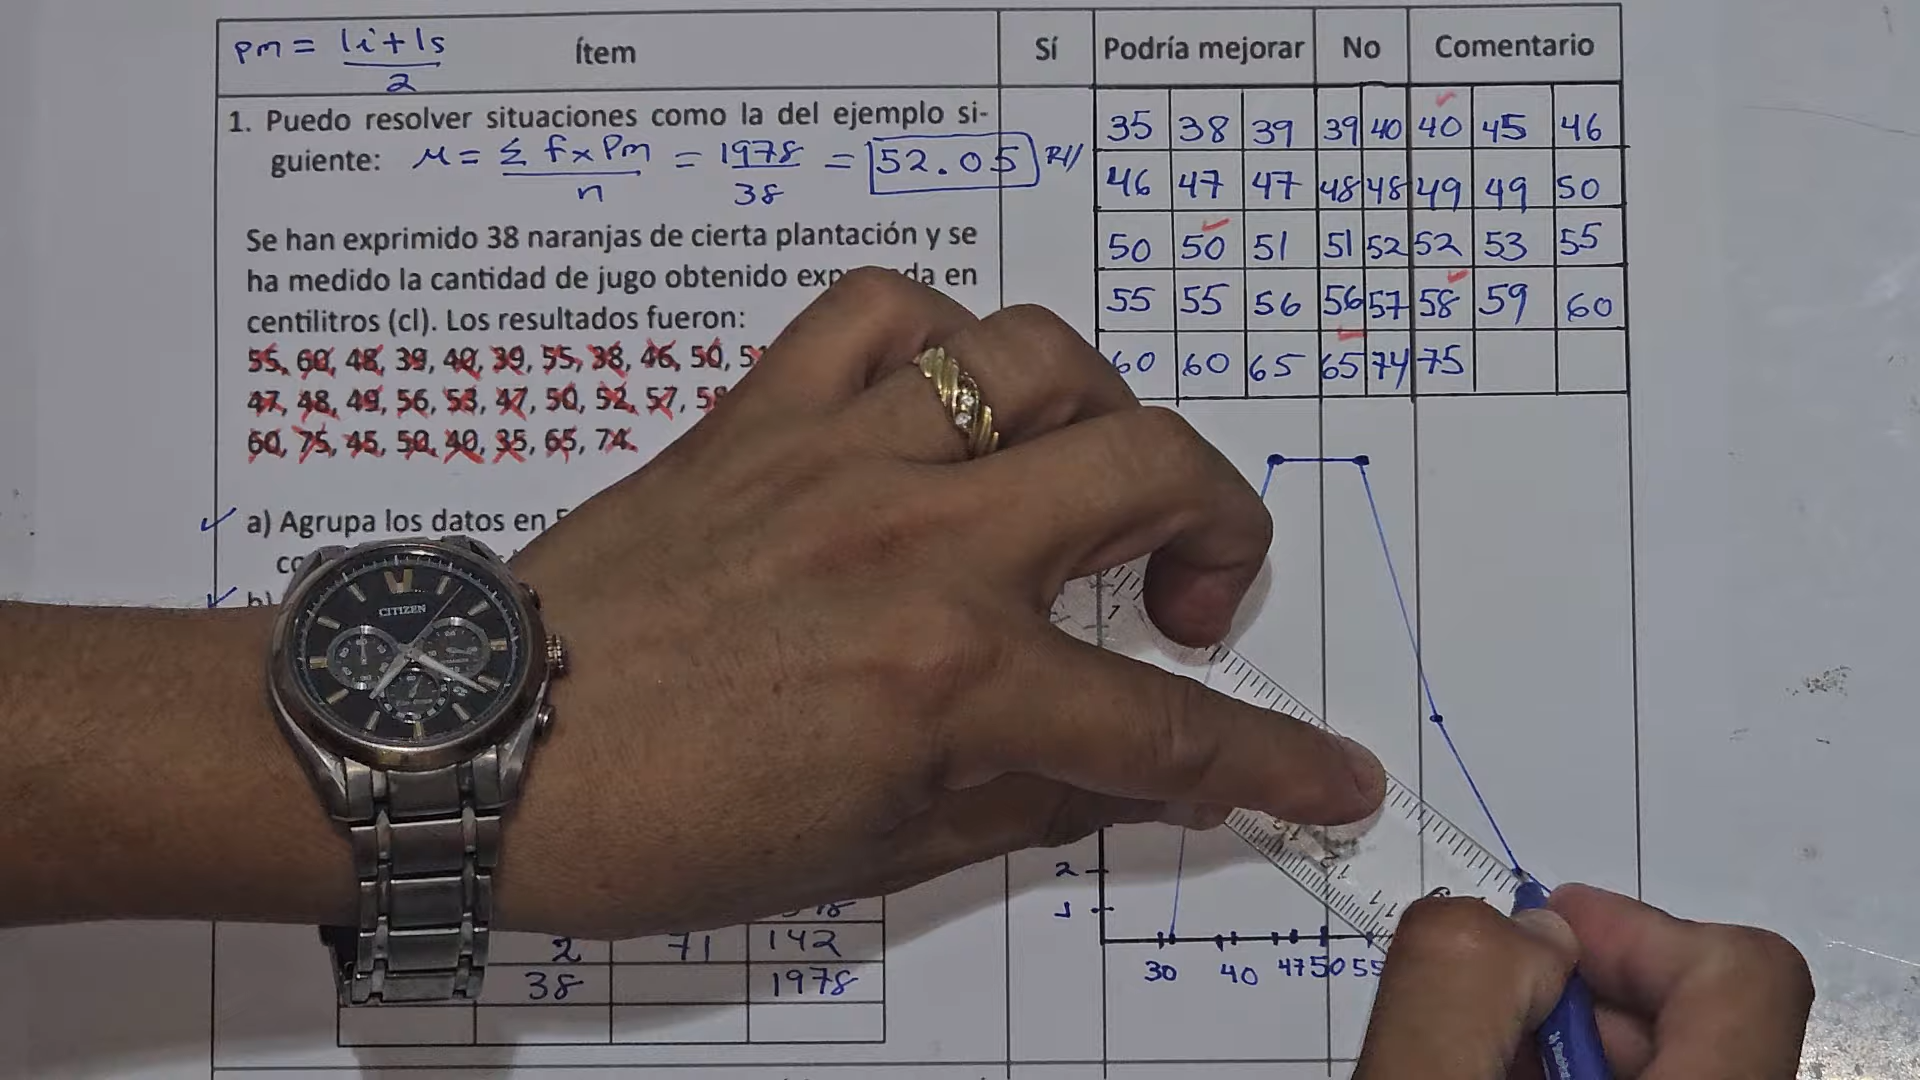 pm = li+ls
2
Ítem
Sí
Podría mejorar
No
Comentario
1. Puedo resolver situaciones como la del ejemplo si-
guiente: μ = Σ f x Pm / n = 1978 / 38 = 52.05 R//
Se han exprimido 38 naranjas de cierta plantación y se
ha medido la cantidad de jugo obtenido da en
centilitros (cl). Los resultados fueron:
55, 60, 48, 39, 40, 39, 55, 38, 46, 50,
47, 48, 49, 56, 53, 47, 50, 52, 57,
60, 75, 45, 50, 40, 35, 65, 74.
a) Agrupa los datos en
b)
35 38 39 39 40 40 45 46
46 47 47 48 48 49 49 50
50 50 51 51 52 52 53 55
55 55 56 56 57 58 59 60
60 60 65 65 74 75
CITIZEN
2
1
30 40 47 50 55
2 71 142
38 1978